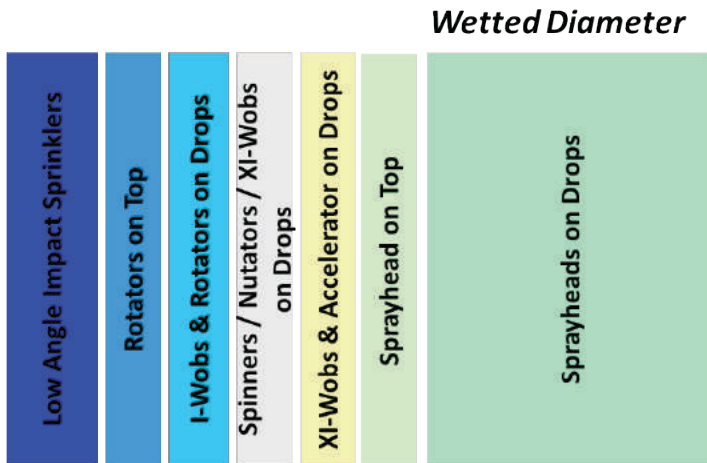 Wetted Diameter
Low Angle Impact Sprinklers
Rotators on Top
I-Wobs & Rotators on Drops
Spinners / Nutators / XI-Wobs
on Drops
XI-Wobs & Accelerator on Drops
Sprayhead on Top
Sprayheads on Drops